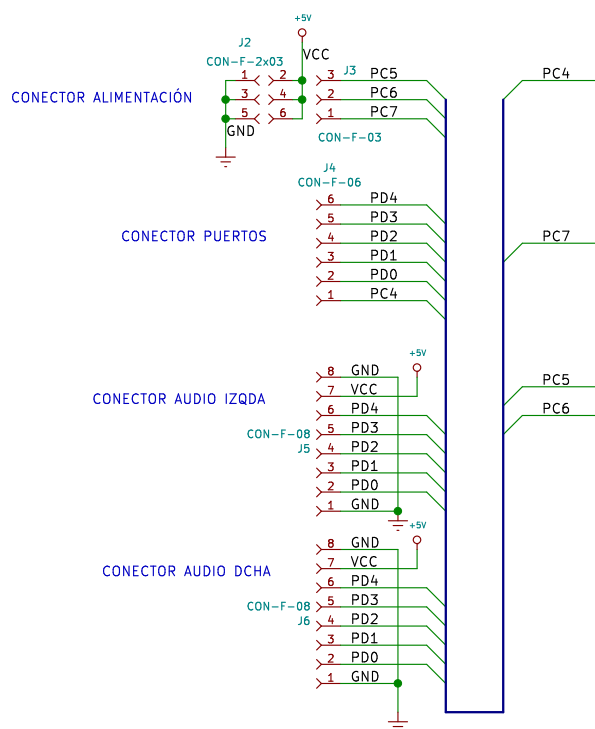 +5V
J2
VCC
CON-F-2x03
J3
1 2
3 PC5
PC4
CONECTOR ALIMENTACIÓN
3 4
2 PC6
5 6
1 PC7
GND
CON-F-03
J4
CON-F-06
6 PD4
5 PD3
CONECTOR PUERTOS
4 PD2
PC7
3 PD1
2 PD0
1 PC4
+5V
8 GND
PC5
7 VCC
CONECTOR AUDIO IZQDA
6 PD4
PC6
CON-F-08
5 PD3
J5
4 PD2
3 PD1
2 PD0
1 GND
+5V
8 GND
7 VCC
CONECTOR AUDIO DCHA
6 PD4
CON-F-08
5 PD3
J6
4 PD2
3 PD1
2 PD0
1 GND